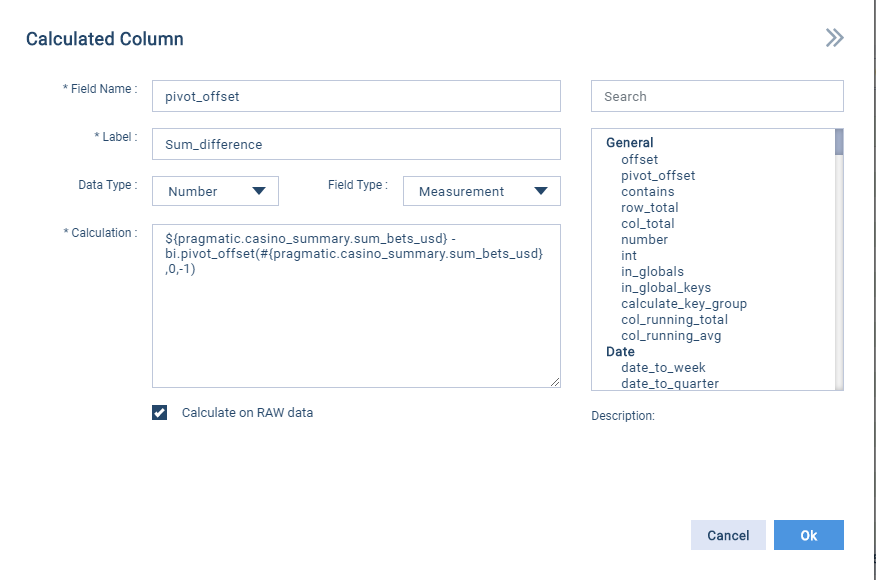 Calculated Column
* Field Name :
pivot_offset
* Label :
Sum_difference
Data Type :
Number
Field Type :
Measurement
* Calculation :
${pragmatic.casino_summary.sum_bets_usd} -
bi.pivot_offset(#{pragmatic.casino_summary.sum_bets_usd}
,0,-1)
Calculate on RAW data
Search
General
offset
pivot_offset
contains
row_total
col_total
number
int
in_globals
in_global_keys
calculate_key_group
col_running_total
col_running_avg
Date
date_to_week
date_to_quarter
Description:
Cancel
Ok